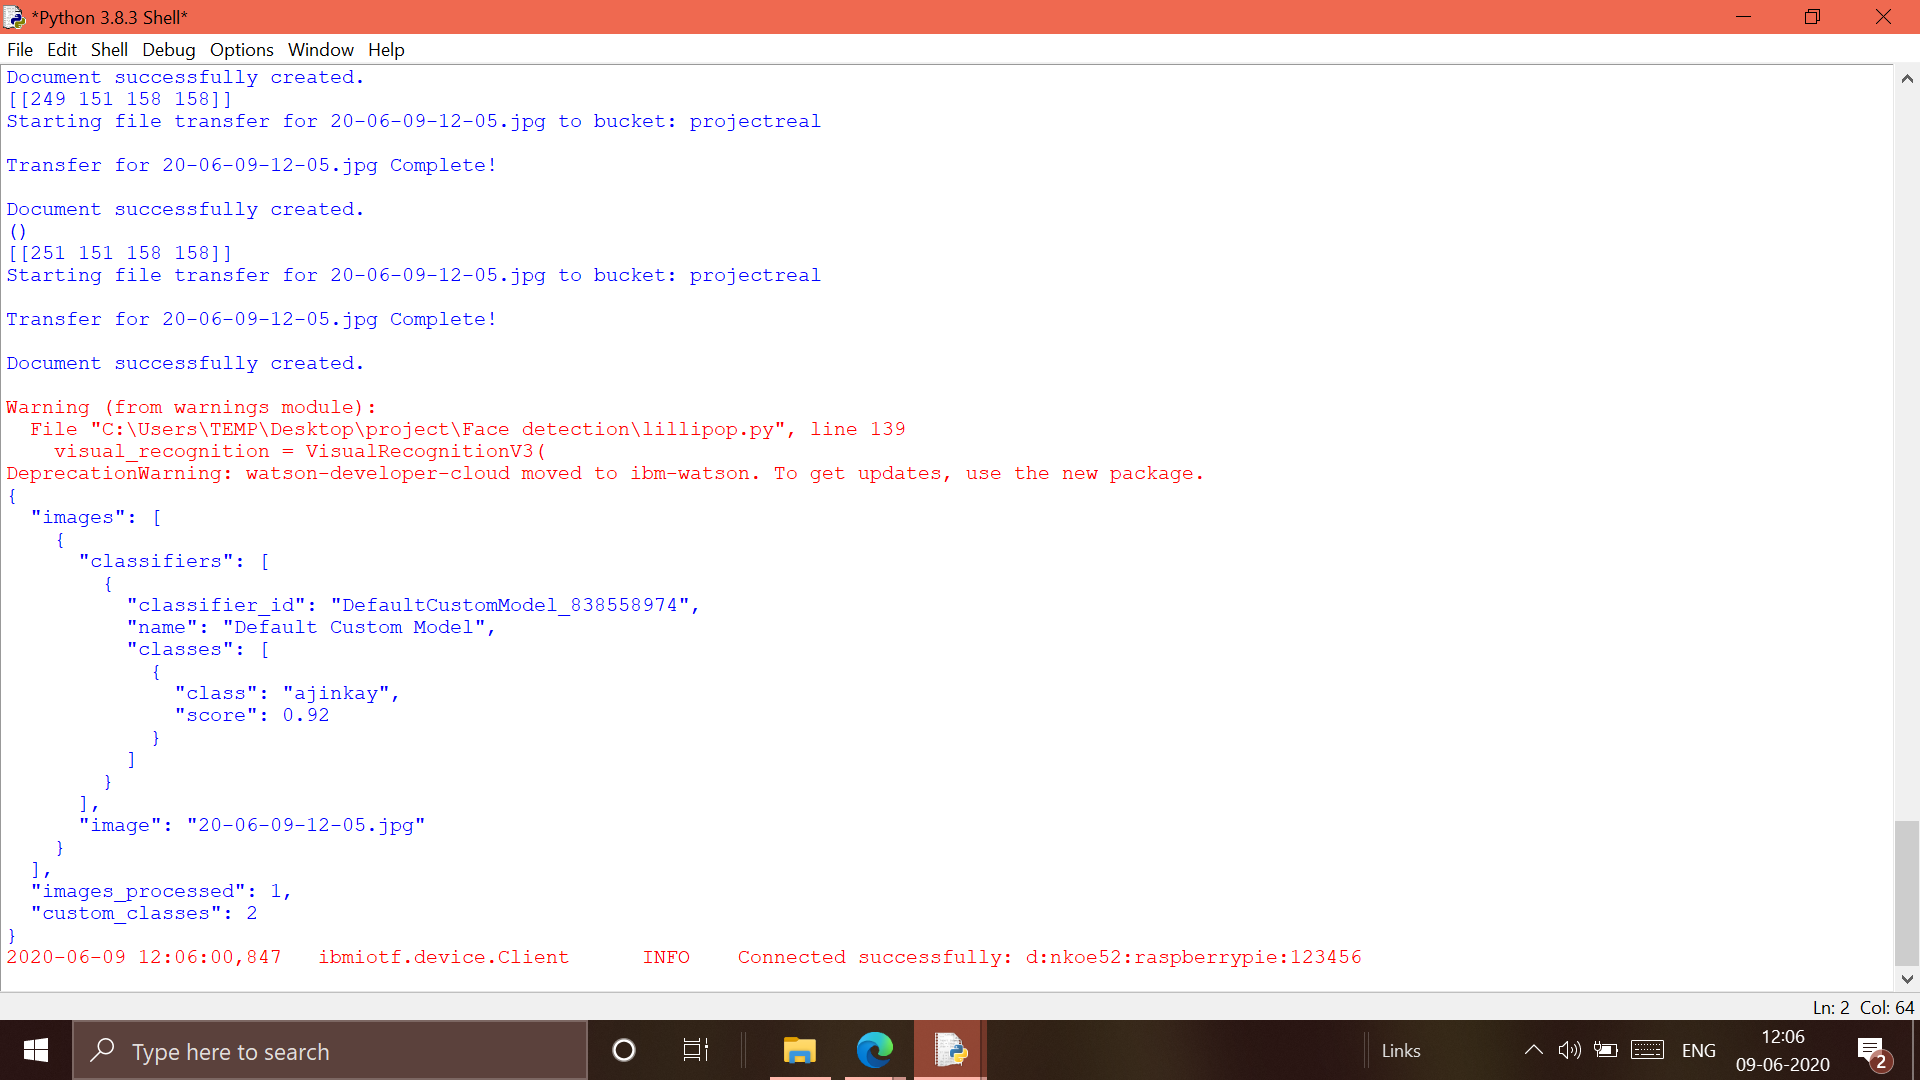 *Python 3.8.3 Shell*
File Edit Shell Debug Options Window Help
Document successfully created.
[[249 151 158 158]]
Starting file transfer for 20-06-09-12-05.jpg to bucket: projectreal
Transfer for 20-06-09-12-05.jpg Complete!
Document successfully created.
()
[[251 151 158 158]]
Starting file transfer for 20-06-09-12-05.jpg to bucket: projectreal
Transfer for 20-06-09-12-05.jpg Complete!
Document successfully created.
Warning (from warnings module):
  File "C:\Users\TEMP\Desktop\project\Face detection\lillipop.py", line 139
    visual_recognition = VisualRecognitionV3(
DeprecationWarning: watson-developer-cloud moved to ibm-watson. To get updates, use the new package.
{
  "images": [
    {
      "classifiers": [
        {
          "classifier_id": "DefaultCustomModel_838558974",
          "name": "Default Custom Model",
          "classes": [
            {
              "class": "ajinkay",
              "score": 0.92
            }
          ]
        }
      ],
      "image": "20-06-09-12-05.jpg"
    }
  ],
  "images_processed": 1,
  "custom_classes": 2
}
2020-06-09 12:06:00,847   ibmiotf.device.Client      INFO    Connected successfully: d:nkoe52:raspberrypie:123456
Ln: 2 Col: 64
Type here to search
Links
ENG
12:06
09-06-2020
2